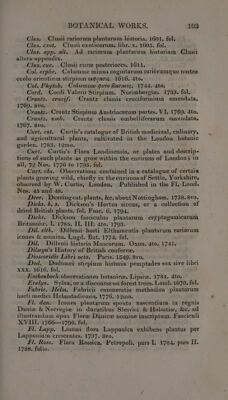 BOTANICAL WORKS. 103
Clus. Clusii rariorum plantarum historia. 1601. fol.
Clus. exot. Clusii exoticorum, libr. x. 1605. fol.
Clus. app. alt. Ad rariorum plantarum historiam Clusii
altera appendix.
Clus. cur. Clusii curæ posteriores. 1611.
Col. ecphr. Columnæ minus cognitarum rariorumque nostro
cœlo orientium stirpium εκφρασις. 1616. 4to.
Col. Phytob. Columnæ φυτοβασανος. 1744. 4to.
Cord. Cordi Valerii Stirpium. Norimbergiæ. 1753. fol.
Crantz. crucif. Crantz classis cruciformium emendata.
1769. 8vo.
Crantz. Crantz Stirpium Austriacarum partes. VI. 1769. 4to.
Crantz. umb. Crantz classis umbelliferarum emendata.
1767. 8vo.
Curt. cat. Curtis's catalogue of British medicinal, culinary,
and agricultural plants, cultivated in the London botanic
garden. 1783. 12mo.
Curt. Curtis's Flora Londinensis, or plates and descrip-
tions of such plants as grow within the environs of London; in
all, 72 Nos. 1776 to 1793. fol.
Curt. obs. Observations contained in a catalogue of certain
plants growing wild, chiefly in the environs of Settle, Yorkshire,
observed by W. Curtis, London. Published in the Fl. Lond.
Nos. 45 and 48.
Deer. Deering cat. plants, &c. about Nottingham. 1738. 8vo.
Dicks. h. s. Dickson's Hortus siccus, or a collection of
dried British plants, fol. Fasc. 6. 1794.
Dicks. Dickson fasciculus plantarum cryptogamicarum
Britanniæ. I. 1785. II. III. 4to. 1793.
Dil. elth. Dillenii horti Elthamensis plantarum rariorum
icones & nomina. Lugd. Bat. 1774. fol.
Dil. Dillenii historia Muscorum. Oxon. 4to. 1741.
Dilwyn's History of British confervæ.
Dioscoridis Libri octo. Paris. 1549. 8vo.
Dod. Dodonæi stirpium historiæ pemptades sex sive libri
xxx. 1616. fol.
Eschenbach observationes botanicæ. Lipsiæ. 1784. 4to.
Evelyn. Sylva, or a discourse on forest trees. Lond. 1670. fol.
Fabric. Helm. Fabricii enumeratio methodica plantarum
horti medici Helmstadiensis. 1776. 12mo.
Fl. dan. Icones plantarum sponte nascentium in regnis
Daniæ & Norvegiæ in ducatibus Slesvici & Holsatiæ, &c. ad
illustrandum opus Floræ Danicæ nomine inscriptum. Fasciculi
XVIII. 1766—1790. fol.
Fl. Lapp. Linnæi flora Lapponica exhibens plantas per
Lapponiam crescentes. 1737. 8vo.
Fl. Ross. Flora Rossica, Petropoli, pars I. 1784. pars II.
1788. folio.